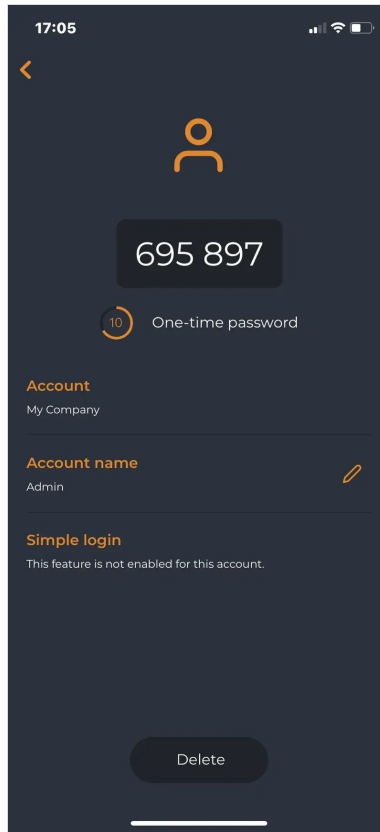 17:05
695 897
10
One-time password
Account
My Company
Account name
Admin
Simple login
This feature is not enabled for this account.
Delete